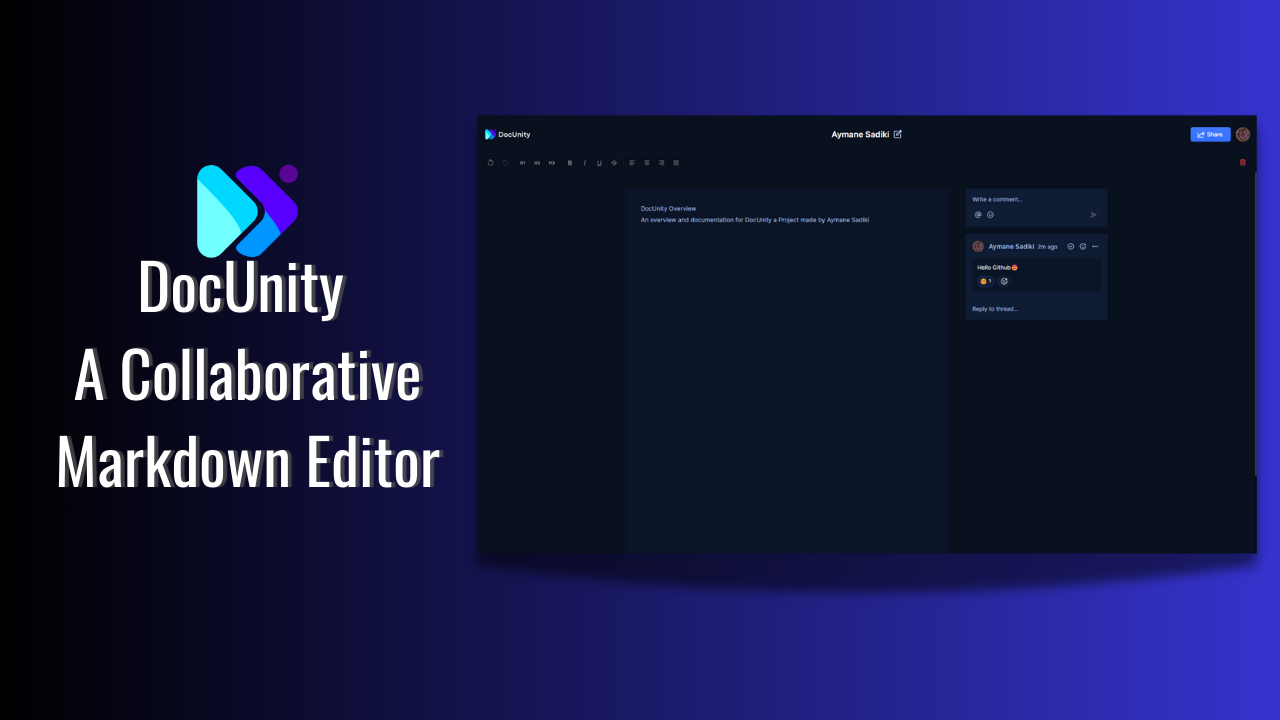 DocUnity
A Collaborative
Markdown Editor
DocUnity
Aymane Sadiki
Share
H1 H2 H3 B I U S
DocUnity Overview
An overview and documentation for DocUnity a Project made by Aymane Sadiki
Write a comment...
Aymane Sadiki 2m ago
Hello Github🥵
1
Reply to thread...